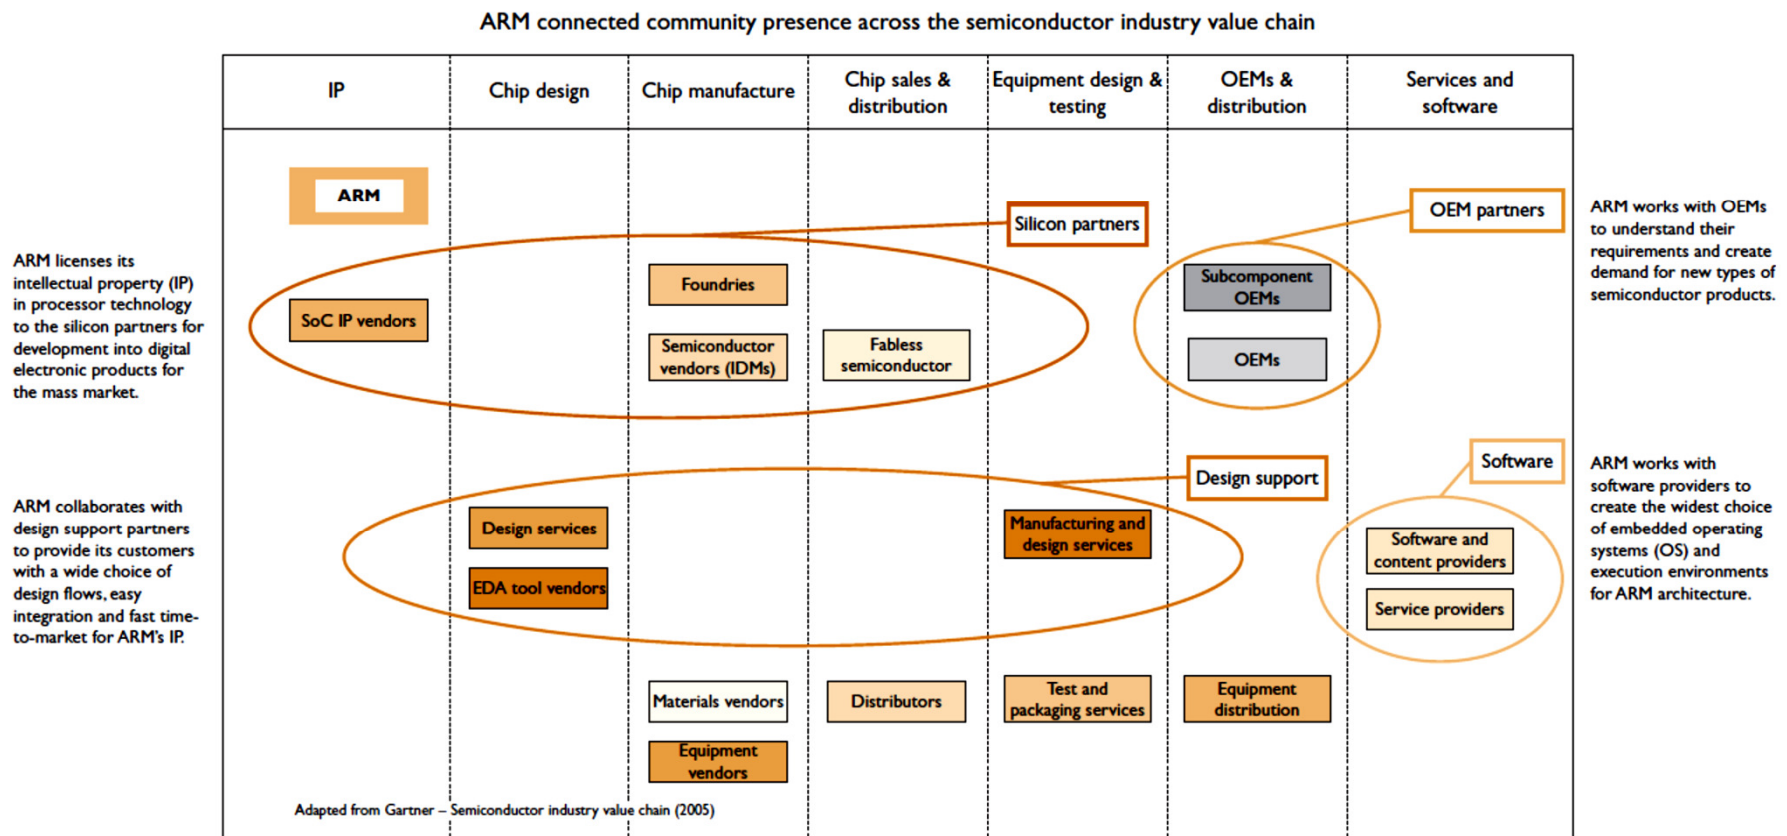 ARM connected community presence across the semiconductor industry value chain
IP
Chip design
Chip manufacture
Chip sales &
distribution
Equipment design &
testing
OEMs &
distribution
Services and
software
ARM
Silicon partners
OEM partners
ARM licenses its
intellectual property (IP)
in processor technology
to the silicon partners for
development into digital
electronic products for
the mass market.
SoC IP vendors
Foundries
Semiconductor
vendors (IDMs)
Fabless
semiconductor
Subcomponent
OEMs
OEMs
ARM works with OEMs
to understand their
requirements and create
demand for new types of
semiconductor products.
Design support
Software
ARM collaborates with
design support partners
to provide its customers
with a wide choice of
design flows, easy
integration and fast time-
to-market for ARM's IP.
Design services
EDA tool vendors
Manufacturing and
design services
Software and
content providers
Service providers
ARM works with
software providers to
create the widest choice
of embedded operating
systems (OS) and
execution environments
for ARM architecture.
Materials vendors
Distributors
Test and
packaging services
Equipment
distribution
Equipment
vendors
Adapted from Gartner – Semiconductor industry value chain (2005)